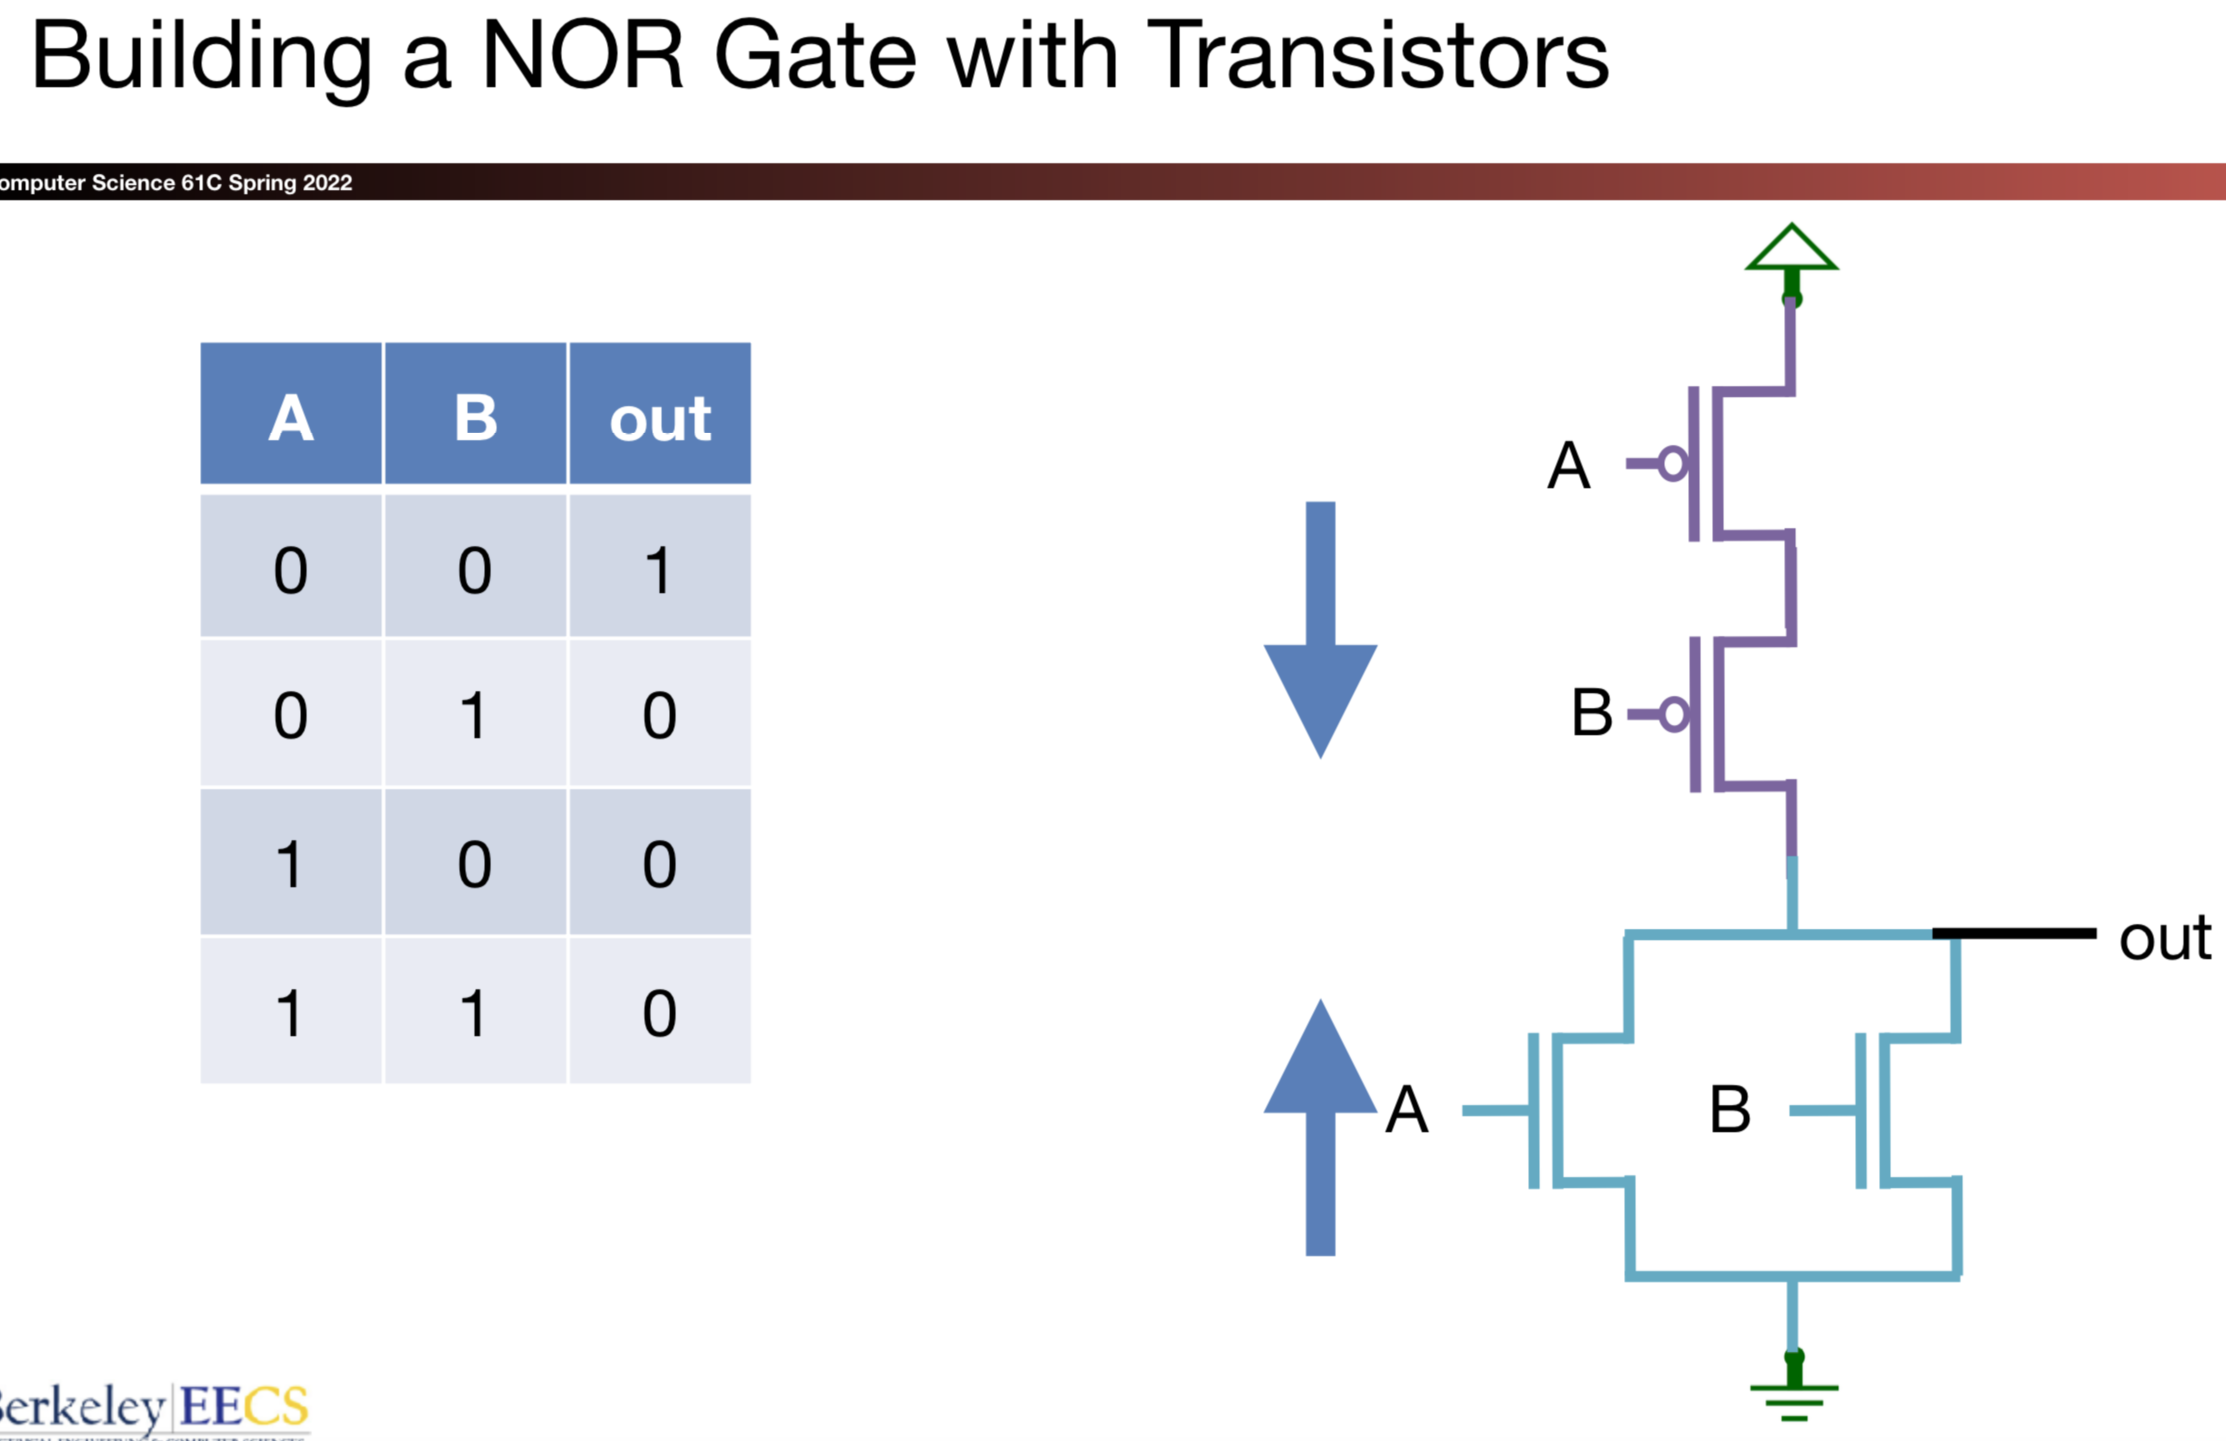 Building a NOR Gate with Transistors
omputer Science 61C Spring 2022
A B out
0 0 1
0 1 0
1 0 0
1 1 0
A
B
out
A B
erkeley EECS